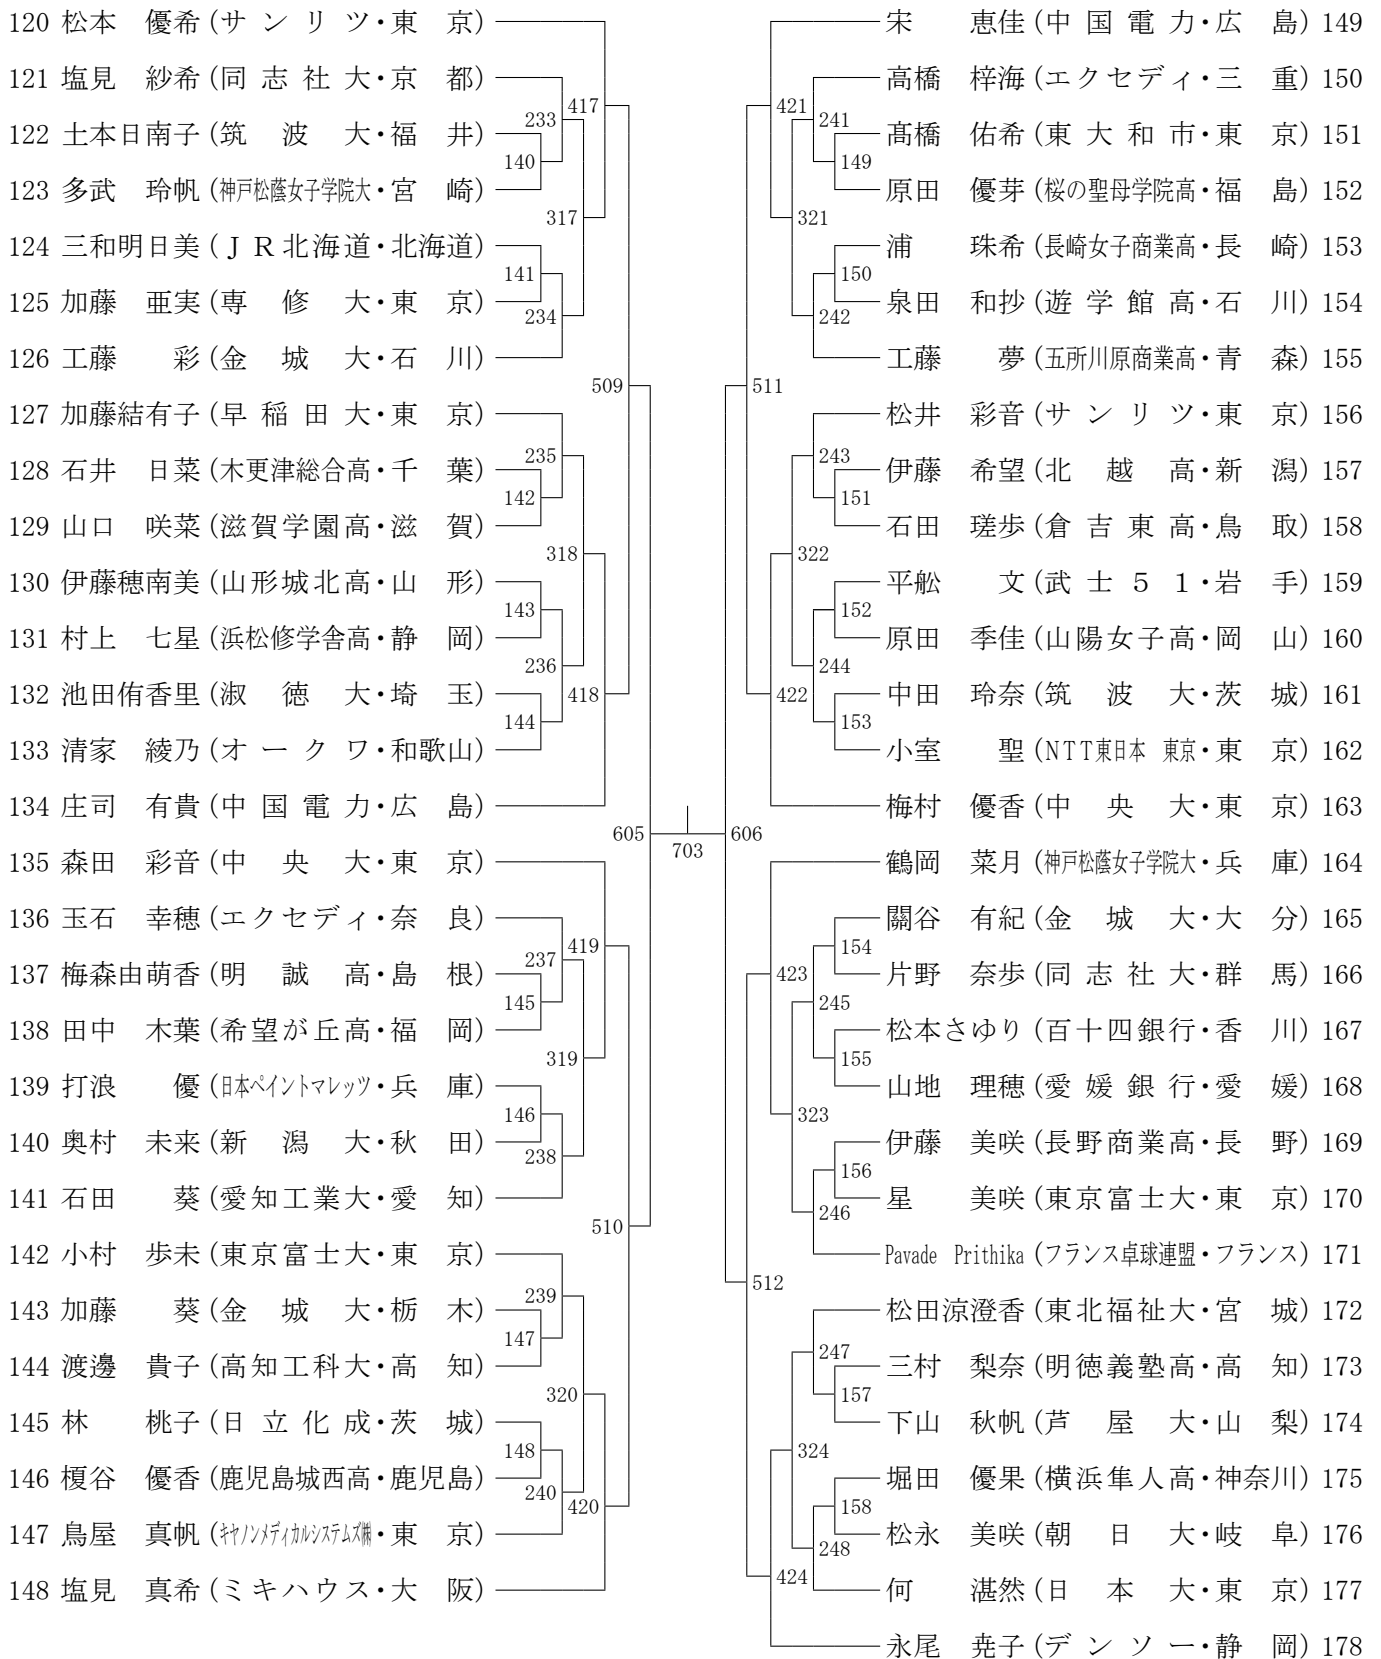 120 松本 優希 (サンリツ・東 京)
121 塩見 紗希 (同志社大・京 都)
122 土本日南子 (筑波大・福 井)
123 多武 玲帆 (神戸松蔭女子学院大・宮 崎)
124 三和明日美 (JR北海道・北海道)
125 加藤 亜実 (専修大・東 京)
126 工藤 彩 (金城大・石 川)
127 加藤結有子 (早稲田大・東 京)
128 石井 日菜 (木更津総合高・千 葉)
129 山口 咲菜 (滋賀学園高・滋 賀)
130 伊藤穂南美 (山形城北高・山 形)
131 村上 七星 (浜松修学舎高・静 岡)
132 池田侑香里 (淑徳大・埼 玉)
133 清家 綾乃 (オークワ・和歌山)
134 庄司 有貴 (中国電力・広 島)
135 森田 彩音 (中央大・東 京)
136 玉石 幸穂 (エクセディ・奈 良)
137 梅森由萌香 (明誠高・島 根)
138 田中 木葉 (希望が丘高・福 岡)
139 打浪 優 (日本ペイントマレッツ・兵 庫)
140 奥村 未来 (新潟大・秋 田)
141 石田 葵 (愛知工業大・愛 知)
142 小村 歩未 (東京富士大・東 京)
143 加藤 葵 (金城大・栃 木)
144 渡邊 貴子 (高知工科大・高 知)
145 林 桃子 (日立化成・茨 城)
146 榎谷 優香 (鹿児島城西高・鹿児島)
147 鳥屋 真帆 (キヤノンメディカルシステムズ㈱・東 京)
148 塩見 真希 (ミキハウス・大 阪)
417
233
140
317
141
234
509
235
142
318
143
236
418
144
605
419
237
145
319
146
238
510
239
147
320
148
240
420
703
606
421
241
149
321
150
242
511
243
151
322
152
244
422
153
423
154
245
155
323
156
246
512
247
157
324
158
248
424
宋 恵佳 (中国電力・広 島) 149
高橋 梓海 (エクセディ・三 重) 150
髙橋 佑希 (東大和市・東 京) 151
原田 優芽 (桜の聖母学院高・福 島) 152
浦 珠希 (長崎女子商業高・長 崎) 153
泉田 和抄 (遊学館高・石 川) 154
工藤 夢 (五所川原商業高・青 森) 155
松井 彩音 (サンリツ・東 京) 156
伊藤 希望 (北越高・新 潟) 157
石田 瑳歩 (倉吉東高・鳥 取) 158
平舩 文 (武士51・岩 手) 159
原田 季佳 (山陽女子高・岡 山) 160
中田 玲奈 (筑波大・茨 城) 161
小室 聖 (NTT東日本 東京・東 京) 162
梅村 優香 (中央大・東 京) 163
鶴岡 菜月 (神戸松蔭女子学院大・兵 庫) 164
關谷 有紀 (金城大・大 分) 165
片野 奈歩 (同志社大・群 馬) 166
松本さゆり (百十四銀行・香 川) 167
山地 理穂 (愛媛銀行・愛 媛) 168
伊藤 美咲 (長野商業高・長 野) 169
星 美咲 (東京富士大・東 京) 170
Pavade Prithika (フランス卓球連盟・フランス) 171
松田涼澄香 (東北福祉大・宮 城) 172
三村 梨奈 (明徳義塾高・高 知) 173
下山 秋帆 (芦屋大・山 梨) 174
堀田 優果 (横浜隼人高・神奈川) 175
松永 美咲 (朝日大・岐 阜) 176
何 湛然 (日本大・東 京) 177
永尾 尭子 (デンソー・静 岡) 178